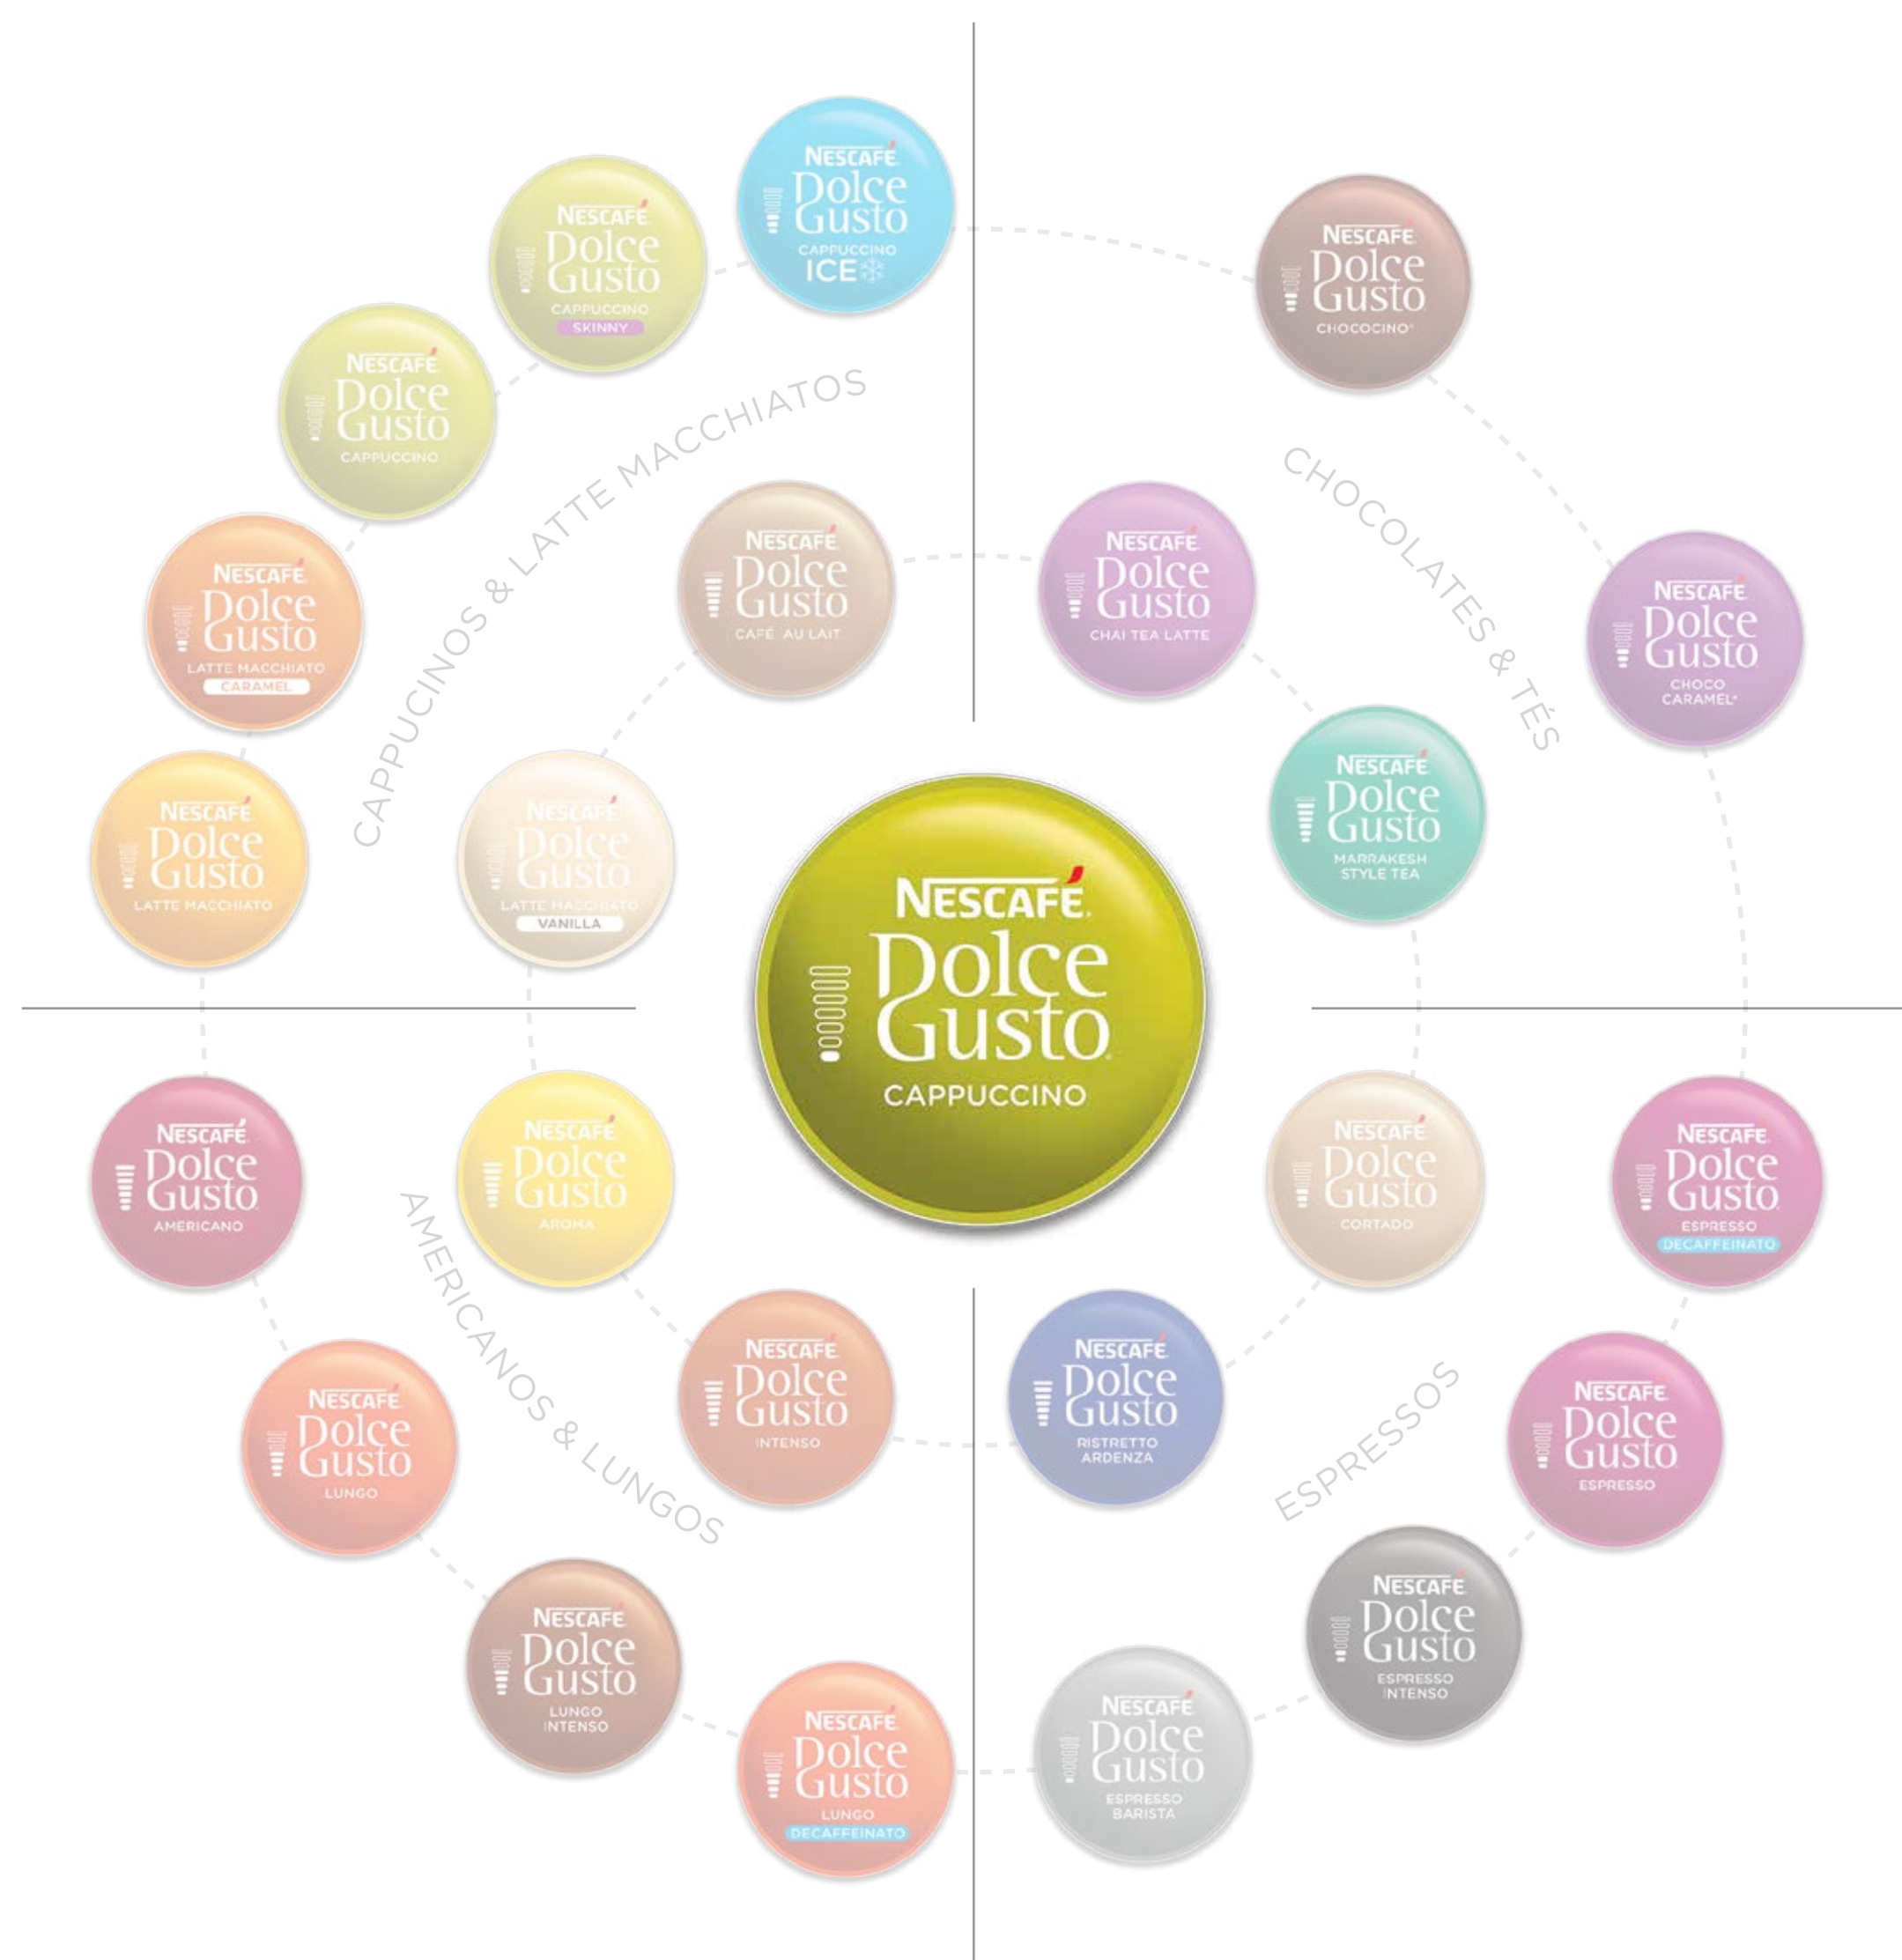 NESCAFÉ
Dolce
Gusto
CAPPUCCINO
ICE
NESCAFÉ
Dolce
Gusto
CAPPUCCINO
SKINNY
NESCAFÉ
Dolce
Gusto
CAPPUCCINO
NESCAFÉ
Dolce
Gusto
LATTE MACCHIATO
CARAMEL
NESCAFÉ
Dolce
Gusto
LATTE MACCHIATO
CAPPUCINOS & LATTE MACCHIATOS
NESCAFÉ
Dolce
Gusto
CAFÉ AU LAIT
NESCAFÉ
Dolce
Gusto
LATTE MACCHIATO
VANILLA
NESCAFÉ
Dolce
Gusto
CHOCOCINO*
NESCAFÉ
Dolce
Gusto
CHOCO
CARAMEL*
CHOCOLATES & TÉS
NESCAFÉ
Dolce
Gusto
CHAI TEA LATTE
NESCAFÉ
Dolce
Gusto
MARRAKESH
STYLE TEA
NESCAFÉ.
Dolce
Gusto
CAPPUCCINO
NESCAFÉ
Dolce
Gusto
AMERICANO
NESCAFÉ
Dolce
Gusto
AROMA
AMERICANOS & LUNGOS
NESCAFÉ
Dolce
Gusto
INTENSO
NESCAFÉ
Dolce
Gusto
LUNGO
NESCAFÉ
Dolce
Gusto
LUNGO
INTENSO
NESCAFÉ
Dolce
Gusto
LUNGO
DECAFFEINATO
NESCAFÉ
Dolce
Gusto
CORTADO
NESCAFÉ
Dolce
Gusto
ESPRESSO
DECAFFEINATO
NESCAFÉ
Dolce
Gusto
RISTRETTO
ARDENZA
ESPRESSOS
NESCAFÉ
Dolce
Gusto
ESPRESSO
NESCAFÉ
Dolce
Gusto
ESPRESSO
INTENSO
NESCAFÉ
Dolce
Gusto
ESPRESSO
BARISTA